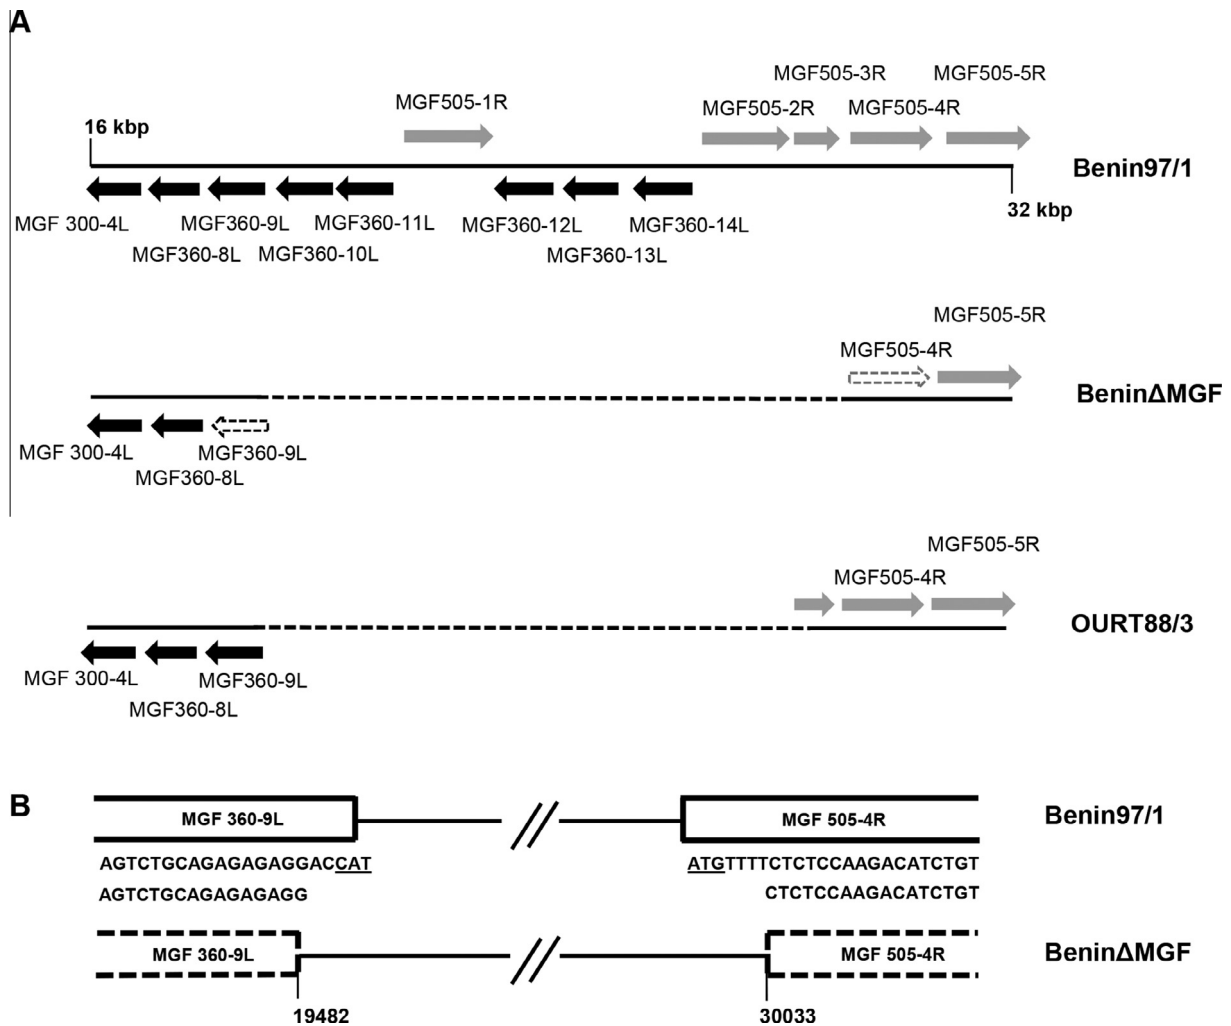 A
MGF505-3R MGF505-5R
MGF505-1R MGF505-2R MGF505-4R
16 kbp
Benin97/1
32 kbp
MGF 300-4L MGF360-9L MGF360-11L MGF360-12L MGF360-14L
MGF360-8L MGF360-10L MGF360-13L
MGF505-5R
MGF505-4R
BeninΔMGF
MGF 300-4L MGF360-9L
MGF360-8L
MGF505-5R
MGF505-4R
OURT88/3
MGF 300-4L MGF360-9L
MGF360-8L
B
MGF 360-9L MGF 505-4R Benin97/1
AGTCTGCAGAGAGAGGACCAT ATGTTTTCTCTCCAAGACATCTGT
AGTCTGCAGAGAGAGG CTCTCCAAGACATCTGT
MGF 360-9L MGF 505-4R BeninΔMGF
19482 30033